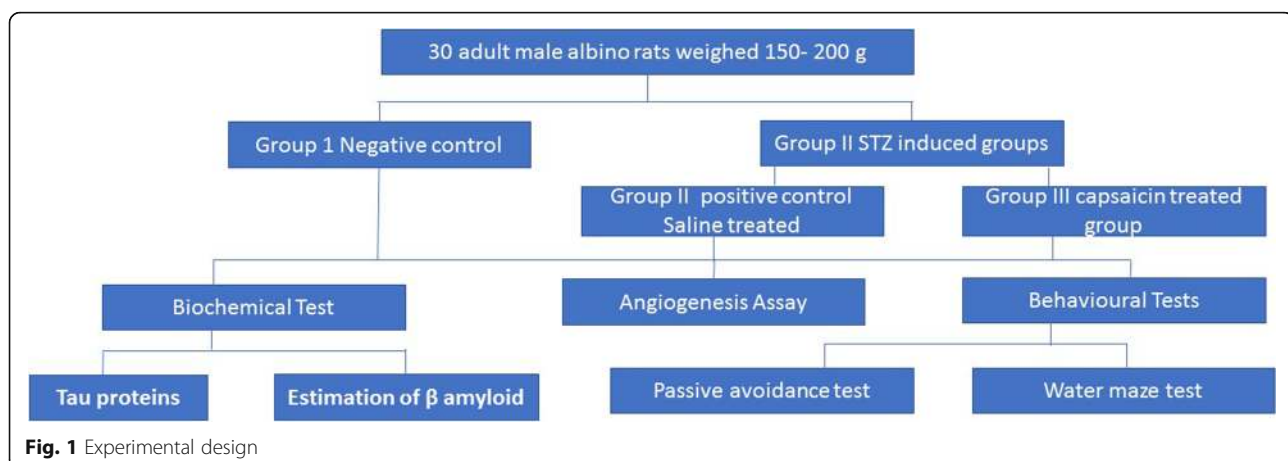 30 adult male albino rats weighed 150- 200 g
Group 1 Negative control
Group II STZ induced groups
Group II  positive control
Saline treated
Group III capsaicin treated
group
Biochemical Test
Angiogenesis Assay
Behavioural Tests
Tau proteins
Estimation of β amyloid
Passive avoidance test
Water maze test
Fig. 1 Experimental design